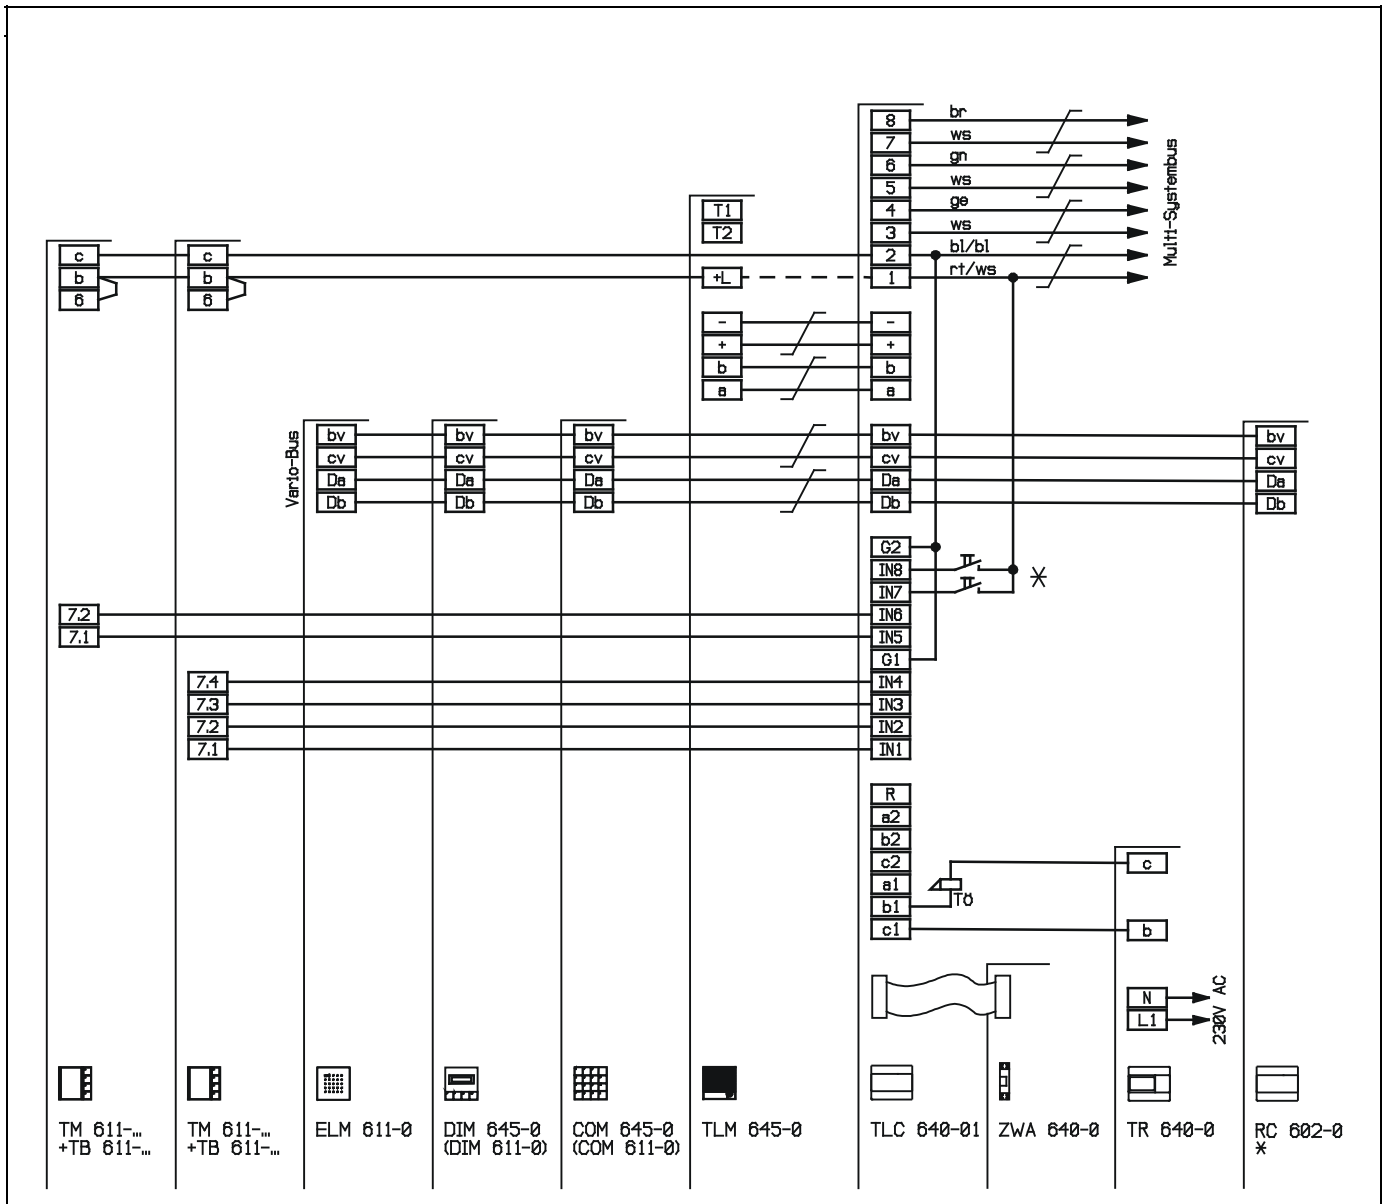 8 br
7 ws
6 gn
5 ws
4 ge
3 ws
2 bl/bl
1 rt/ws
Multi-Systembus
T1
T2
c c
b b +L
6 6
- -
+ +
b b
a a
Vario-Bus
bv bv bv bv bv
cv cv cv cv cv
Da Da Da Da Da
Db Db Db Db Db
G2
IN8
IN7
*
7.2 IN6
7.1 IN5
G1
7.4 IN4
7.3 IN3
7.2 IN2
7.1 IN1
R
a2
b2
c2 c
a1
b1 TÖ
c1 b
N
L1
230V AC
TM 611-...
+TB 611-...
TM 611-...
+TB 611-...
ELM 611-0
DIM 645-0
(DIM 611-0)
COM 645-0
(COM 611-0)
TLM 645-0
TLC 640-01
ZWA 640-0
TR 640-0
RC 602-0
*